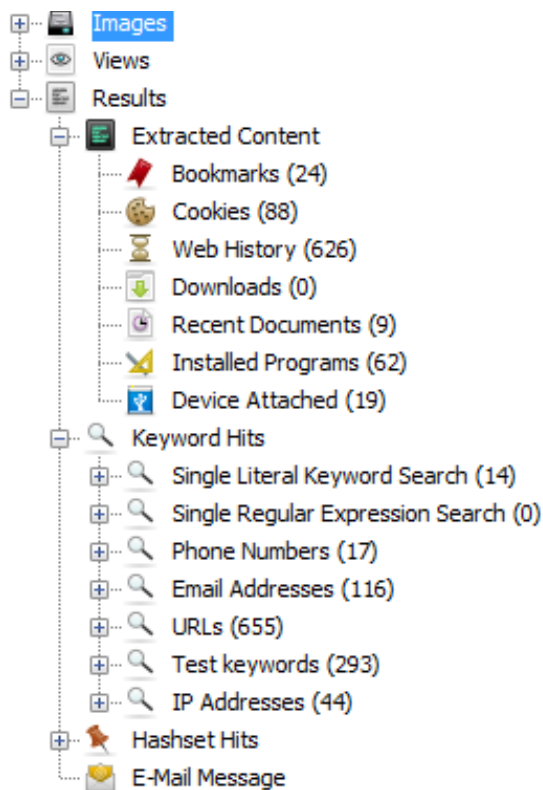 Images
Views
Results
Extracted Content
Bookmarks (24)
Cookies (88)
Web History (626)
Downloads (0)
Recent Documents (9)
Installed Programs (62)
Device Attached (19)
Keyword Hits
Single Literal Keyword Search (14)
Single Regular Expression Search (0)
Phone Numbers (17)
Email Addresses (116)
URLs (655)
Test keywords (293)
IP Addresses (44)
Hashset Hits
E-Mail Message